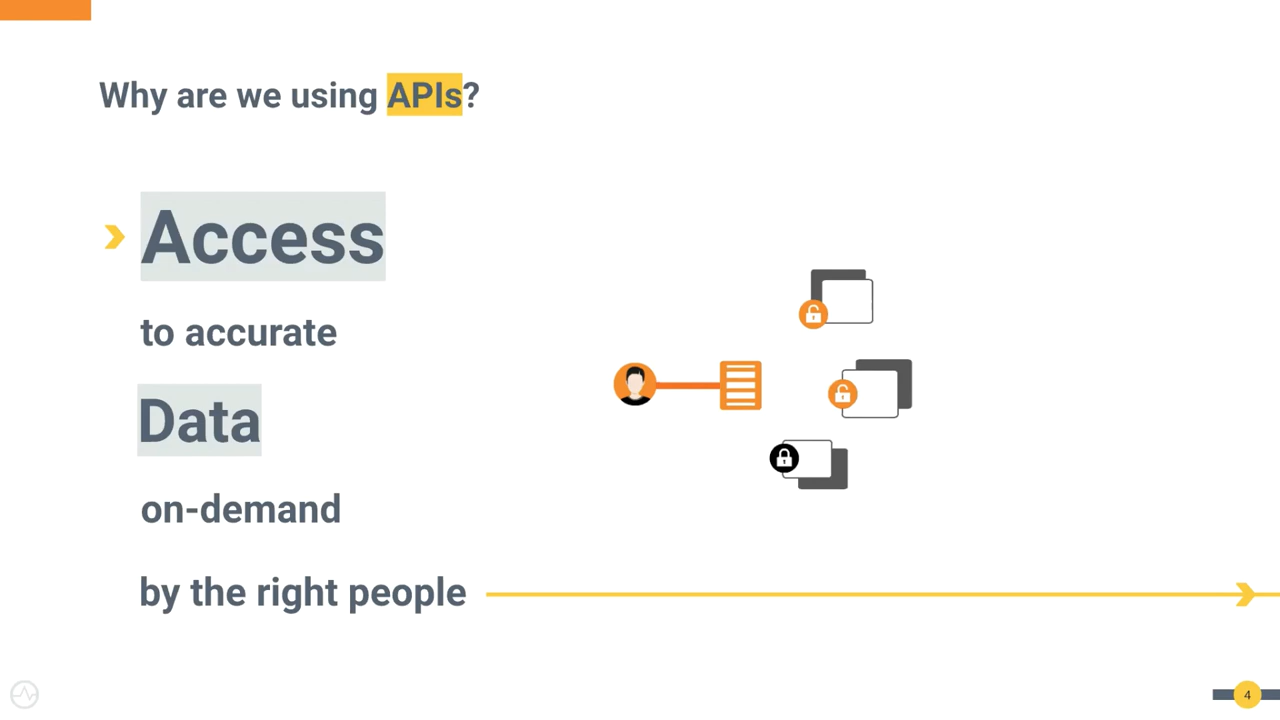 Why are we using APIs?
Access
to accurate
Data
on-demand
by the right people
4